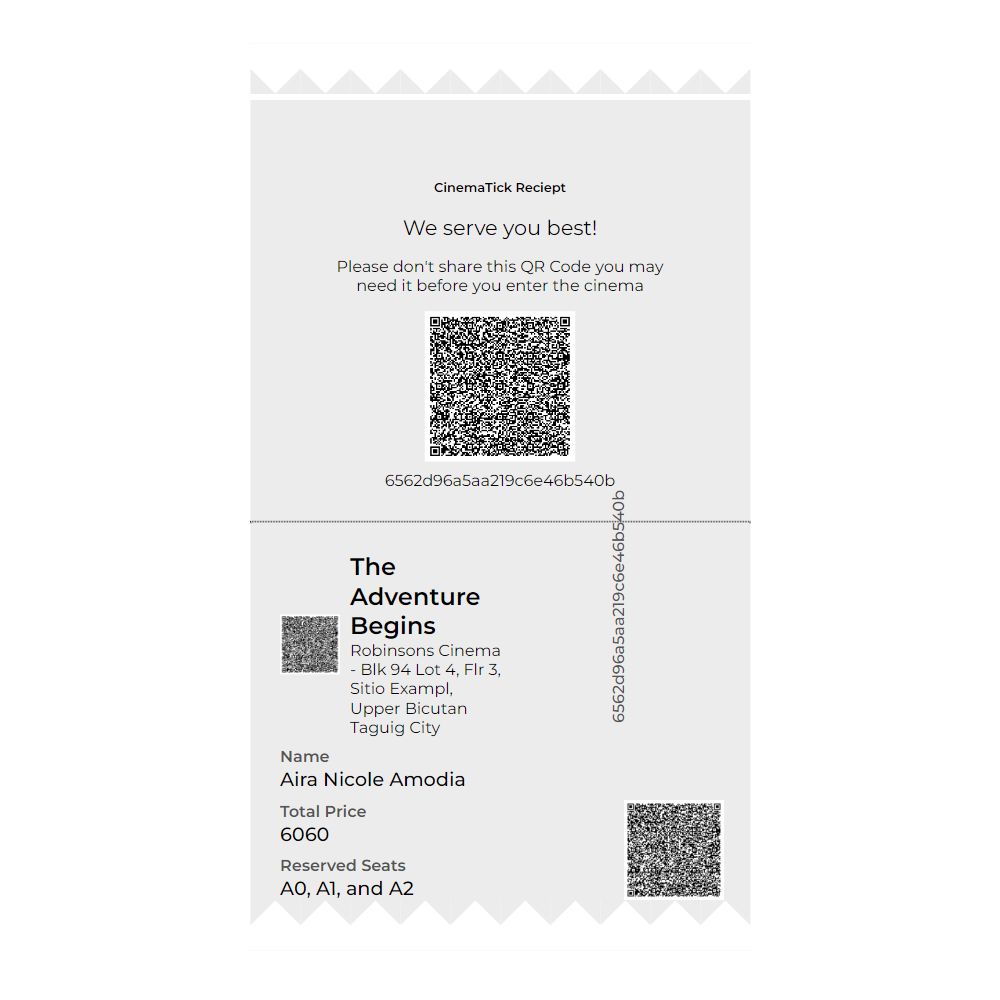 CinemaTick Reciept
We serve you best!
Please don't share this QR Code you may
need it before you enter the cinema
6562d96a5aa219c6e46b540b
6562d96a5aa219c6e46b540b
The
Adventure
Begins
Robinsons Cinema
- Blk 94 Lot 4, Flr 3,
Sitio Exampl,
Upper Bicutan
Taguig City
Name
Aira Nicole Amodia
Total Price
6060
Reserved Seats
A0, A1, and A2